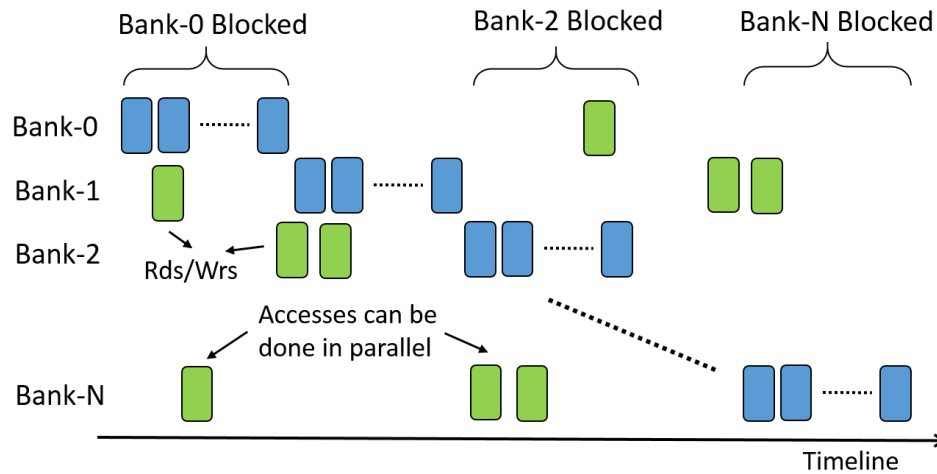 Bank-0 Blocked
Bank-2 Blocked
Bank-N Blocked
Bank-0
Bank-1
Bank-2
Rds/Wrs
Accesses can be
done in parallel
Bank-N
Timeline